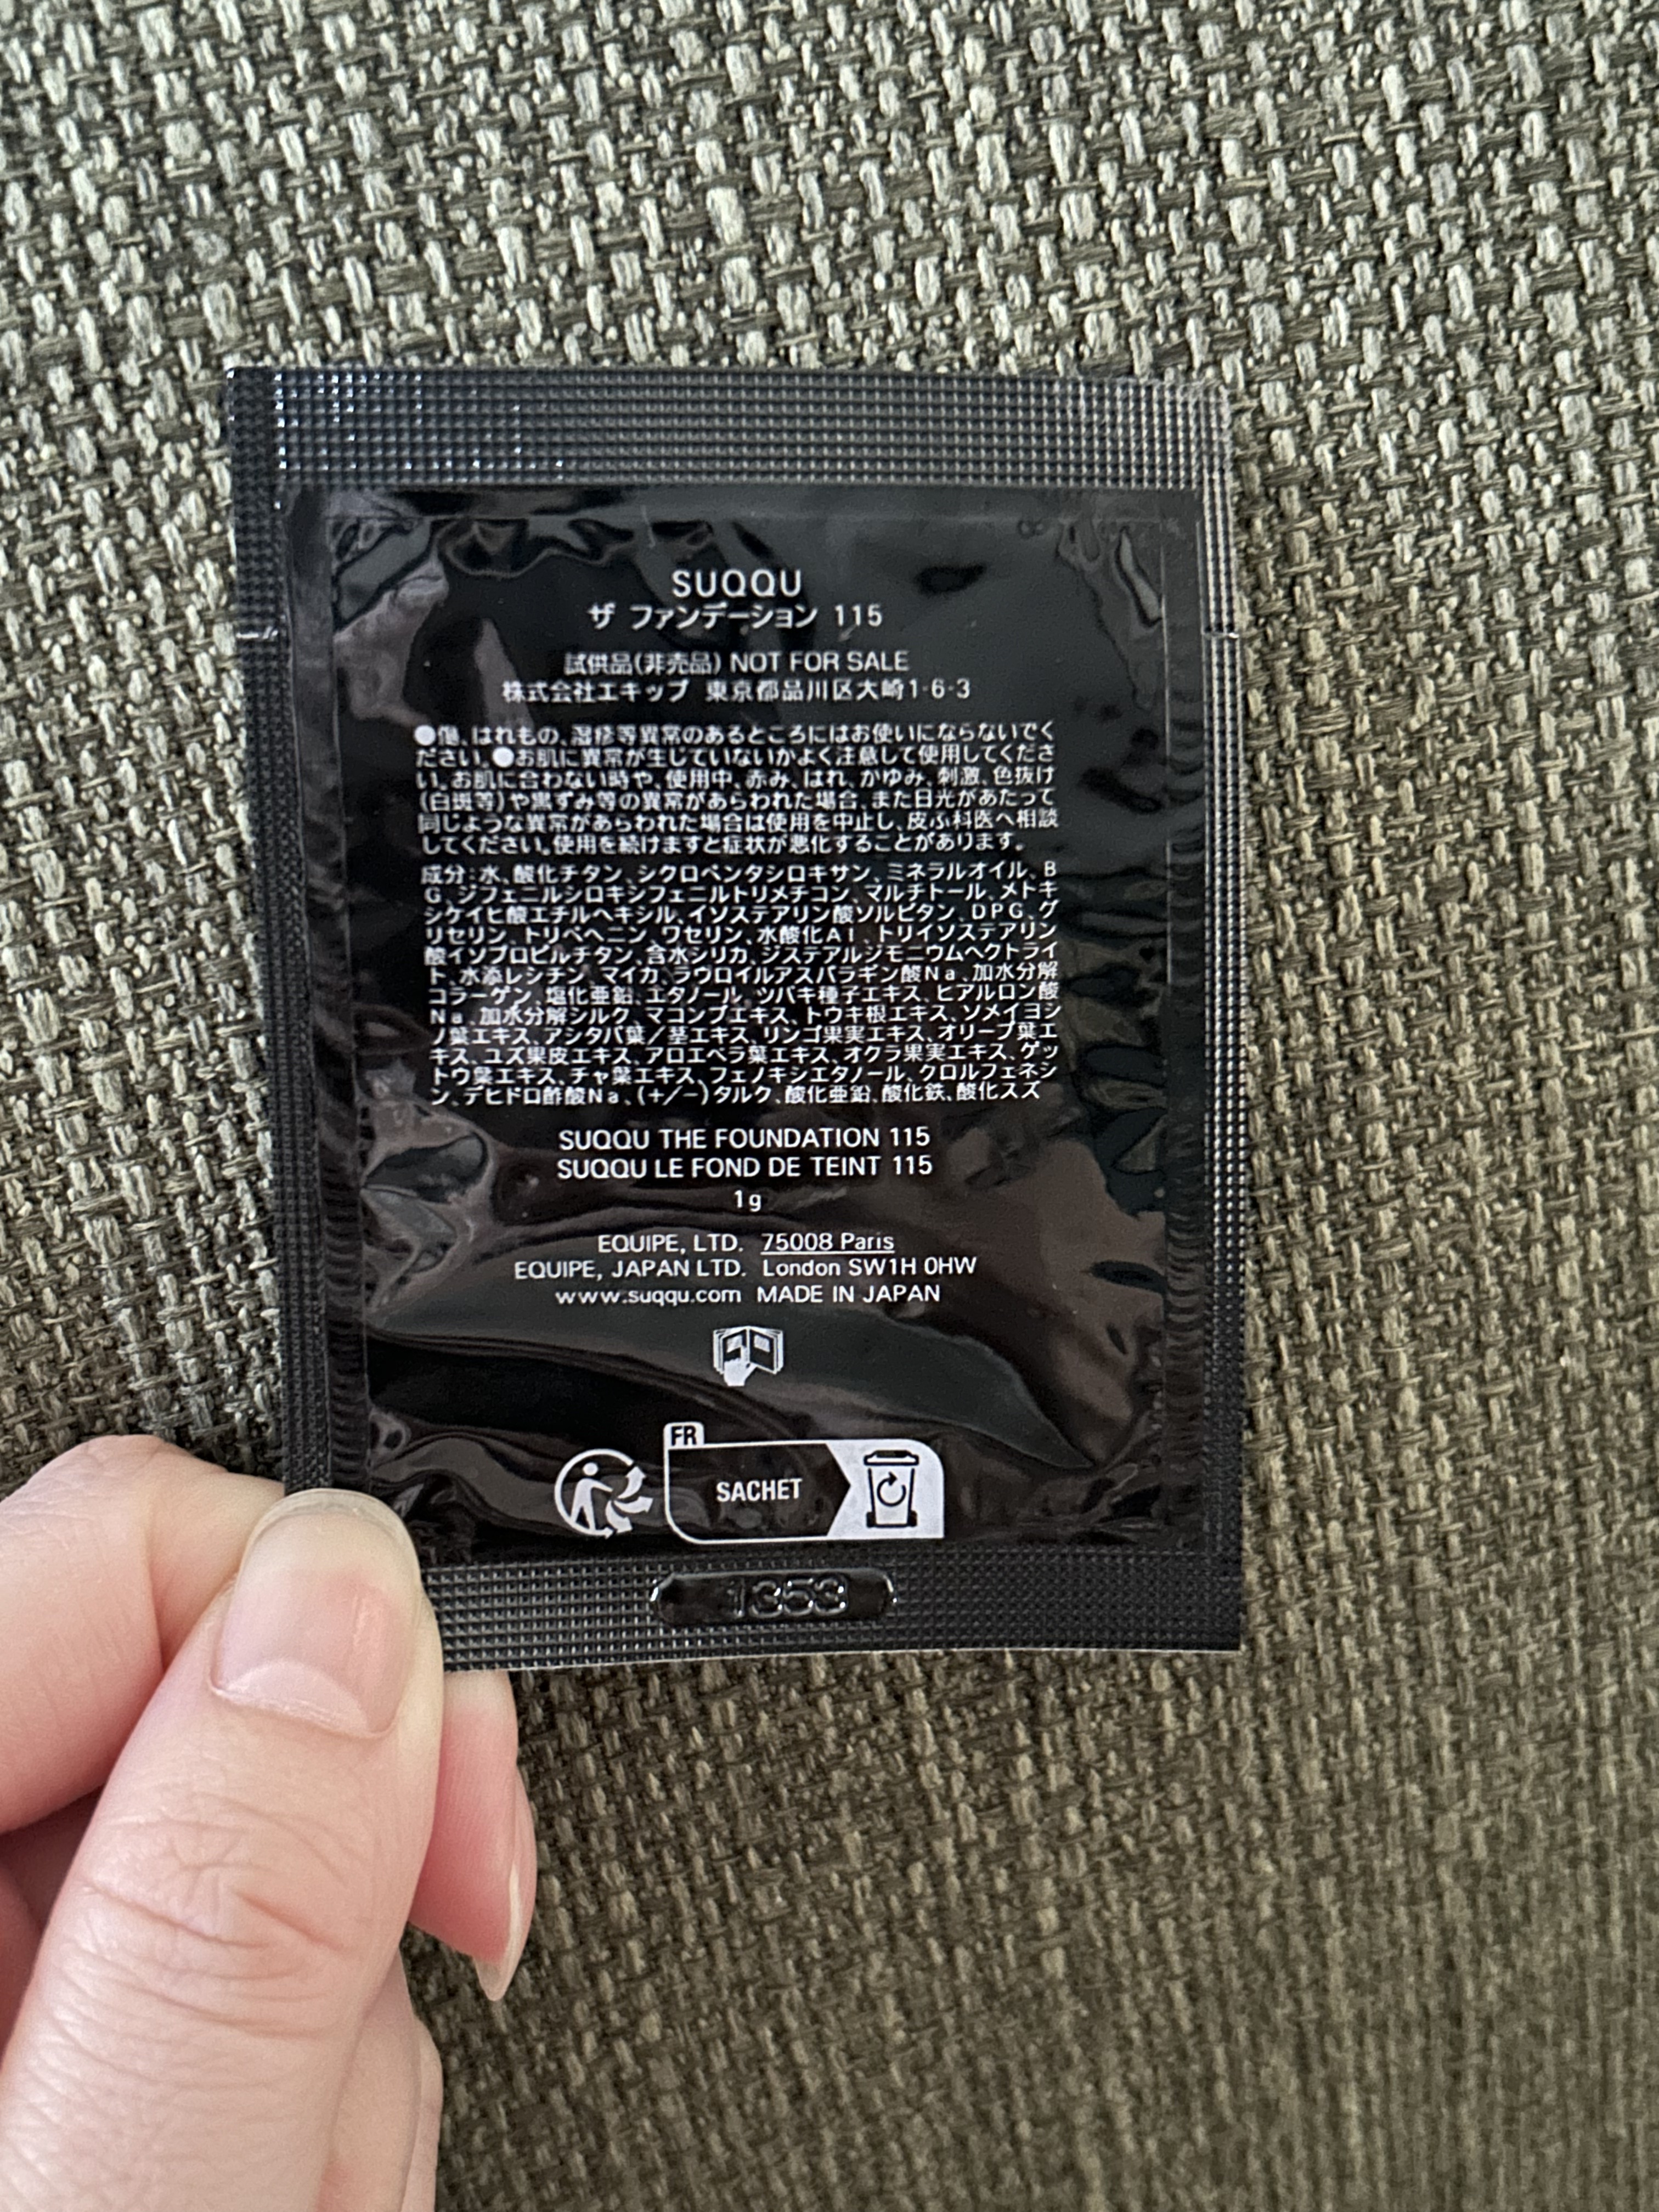 SUQQU
ザ ファンデーション 115
試供品(非売品) NOT FOR SALE
株式会社エキップ 東京都品川区大崎1-6-3
●傷、はれもの、湿疹等異常のあるところにはお使いにならないでく
ださい。●お肌に異常が生じていないかよく注意して使用してくださ
い。お肌に合わない時や、使用中、赤み、はれ、かゆみ、刺激、色抜け
(白斑等)や黒ずみ等の異常があらわれた場合、また日光があたって
同じような異常があらわれた場合は使用を中止し、皮ふ科医へ相談
してください。使用を続けますと症状が悪化することがあります。
成分:水、酸化チタン、シクロペンタシロキサン、ミネラルオイル、B
G、ジフェニルシロキシフェニルトリメチコン、マルチトール、メトキ
シケイヒ酸エチルヘキシル、イソステアリン酸ソルビタン、DPG、グ
リセリン、トリベヘニン、ワセリン、水酸化Al、トリイソステアリン
酸イソプロピルチタン、含水シリカ、ジステアルジモニウムヘクトライ
ト、水添レシチン、マイカ、ラウロイルアスパラギン酸Na、加水分解
コラーゲン、塩化亜鉛、エタノール、ツバキ種子エキス、ヒアルロン酸
Na、加水分解シルク、マコンブエキス、トウキ根エキス、ソメイヨシ
ノ葉エキス、アシタバ葉/茎エキス、リンゴ果実エキス、オリーブ葉エ
キス、ユズ果皮エキス、アロエベラ葉エキス、オクラ果実エキス、ゲッ
トウ葉エキス、チャ葉エキス、フェノキシエタノール、クロルフェネシ
ン、デヒドロ酢酸Na、(+/-)タルク、酸化亜鉛、酸化鉄、酸化スズ
SUQQU THE FOUNDATION 115
SUQQU LE FOND DE TEINT 115
1g
EQUIPE, LTD. 75008 Paris
EQUIPE, JAPAN LTD. London SW1H 0HW
www.suqqu.com MADE IN JAPAN
FR
SACHET
1353